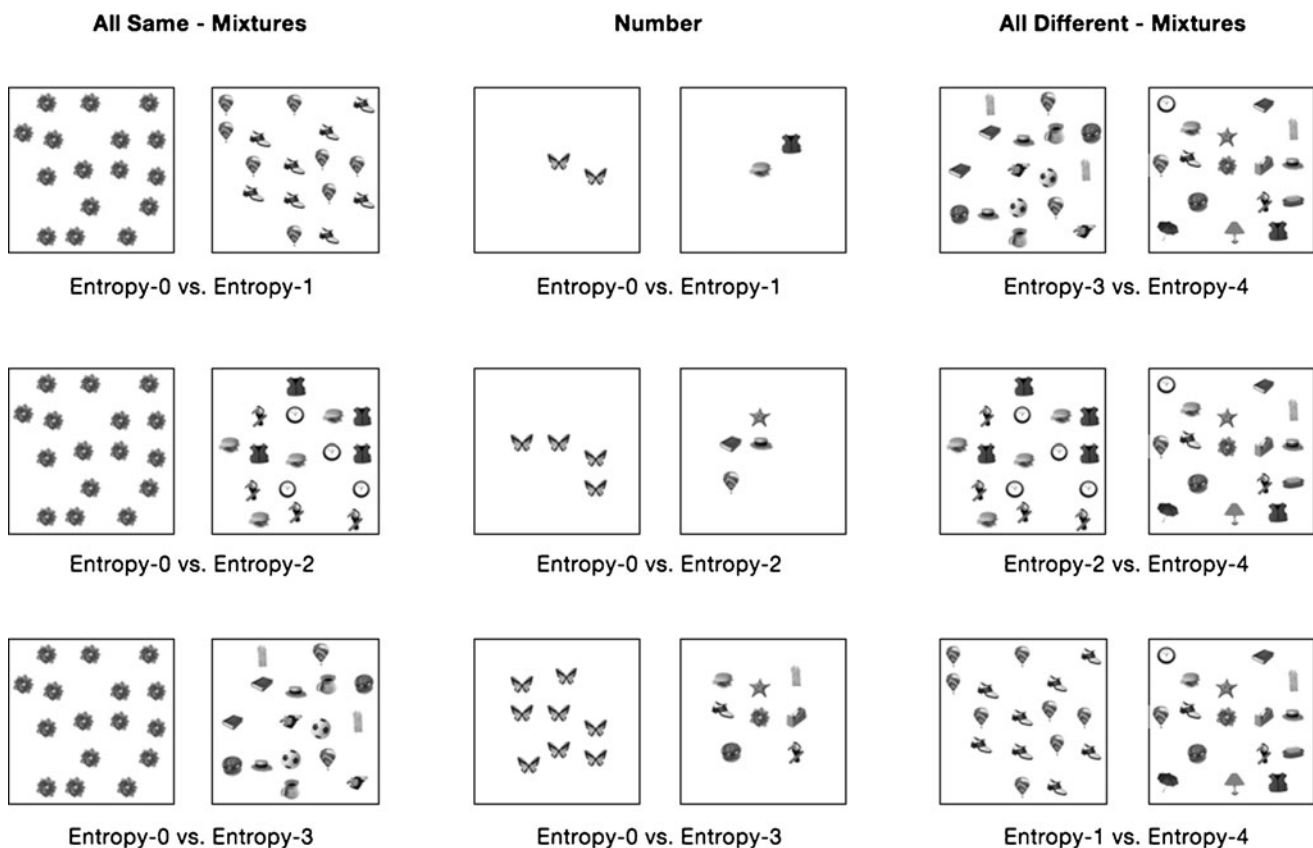 All Same - Mixtures
Number
All Different - Mixtures
Entropy-0 vs. Entropy-1
Entropy-0 vs. Entropy-1
Entropy-3 vs. Entropy-4
Entropy-0 vs. Entropy-2
Entropy-0 vs. Entropy-2
Entropy-2 vs. Entropy-4
Entropy-0 vs. Entropy-3
Entropy-0 vs. Entropy-3
Entropy-1 vs. Entropy-4